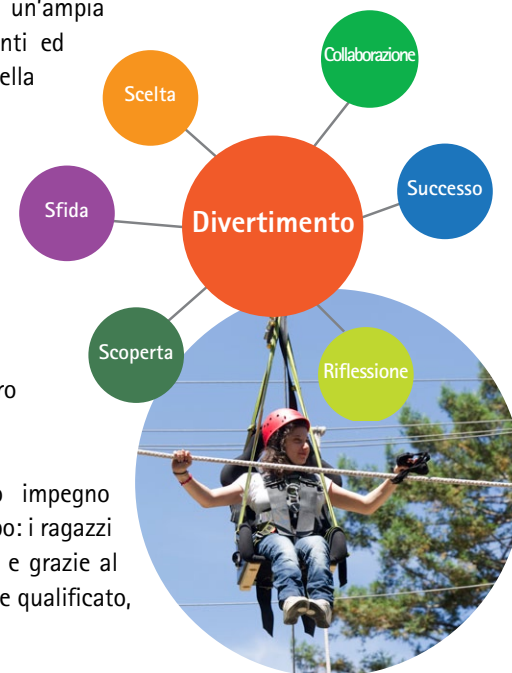 un'ampia
nti ed
ella
Collaborazione
Scelta
Successo
Sfida
Divertimento
Scoperta
Riflessione
ro
impegno
po: i ragazzi
e grazie al
e qualificato,